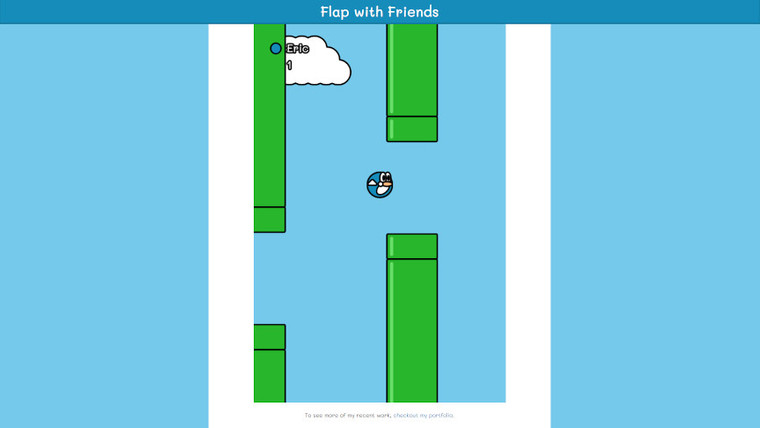 Flap with Friends
Eric
1
To see more of my recent work, checkout my portfolio.